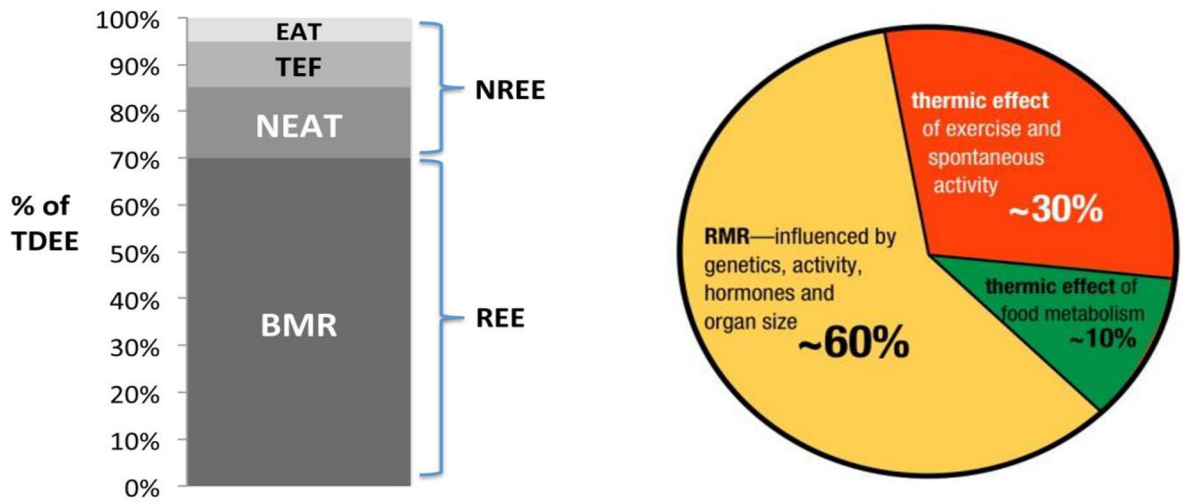 100%
90%
80%
70%
60%
50%
40%
30%
20%
10%
0%
% of
TDEE
EAT
TEF
NEAT
BMR
NREE
REE
thermic effect
of exercise and
spontaneous
activity
~30%
RMR—influenced by
genetics, activity,
hormones and
organ size
~60%
thermic effect of
food metabolism
~10%